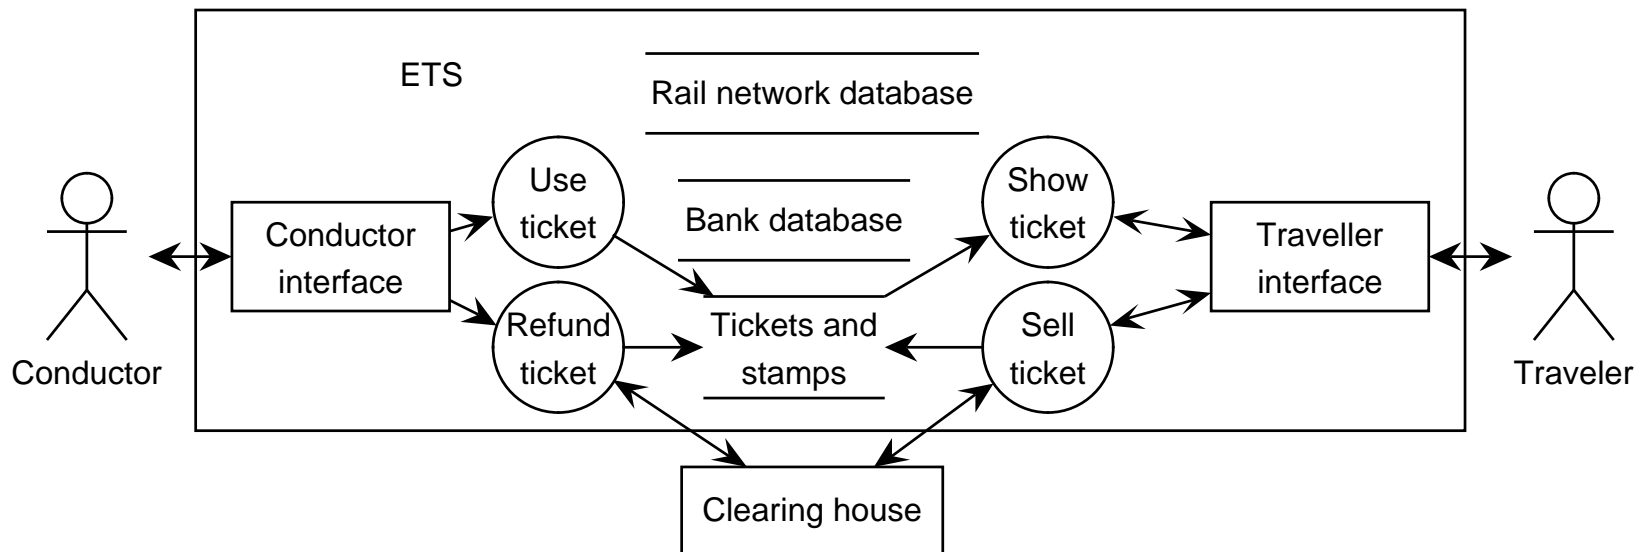 ETS
Rail network database
Use
ticket
Bank database
Show
ticket
Conductor
interface
Traveller
interface
Refund
ticket
Tickets and
stamps
Sell
ticket
Conductor
Traveler
Clearing house